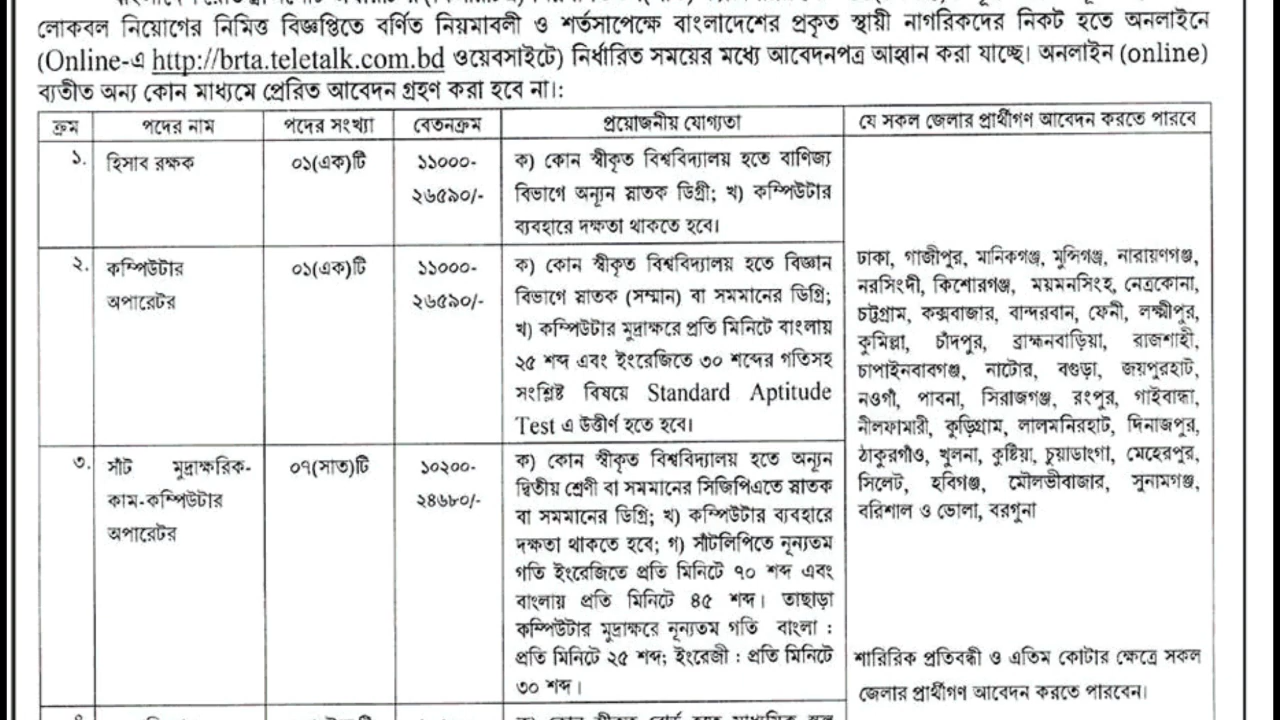 লোকবল নিয়োগের নিমিত্ত বিজ্ঞপ্তিতে বর্ণিত নিয়মাবলী ও শর্তসাপেক্ষে বাংলাদেশের প্রকৃত স্থায়ী নাগরিকদের নিকট হতে অনলাইনে
(Online-এ http://brta.teletalk.com.bd ওয়েবসাইটে) নির্ধারিত সময়ের মধ্যে আবেদনপত্র আহ্বান করা যাচ্ছে। অনলাইন (online)
ব্যতীত অন্য কোন মাধ্যমে প্রেরিত আবেদন গ্রহণ করা হবে না।:
ক্রম পদের নাম পদের সংখ্যা বেতনক্রম প্রয়োজনীয় যোগ্যতা যে সকল জেলার প্রার্থীগণ আবেদন করতে পারবে
১. হিসাব রক্ষক ০১(এক)টি ১১০০০-
২৬৫৯০/-
ক) কোন স্বীকৃত বিশ্ববিদ্যালয় হতে বাণিজ্য
বিভাগে অন্যূন স্নাতক ডিগ্রী; খ) কম্পিউটার
ব্যবহারে দক্ষতা থাকতে হবে।
২. কম্পিউটার
অপারেটর
০১(এক)টি ১১০০০-
২৬৫৯০/-
ক) কোন স্বীকৃত বিশ্ববিদ্যালয় হতে বিজ্ঞান
বিভাগে স্নাতক (সম্মান) বা সমমানের ডিগ্রি;
খ) কম্পিউটার মুদ্রাক্ষরে প্রতি মিনিটে বাংলায়
২৫ শব্দ এবং ইংরেজিতে ৩০ শব্দের গতিসহ
সংশ্লিষ্ট বিষয়ে Standard Aptitude
Test এ উত্তীর্ণ হতে হবে।
৩. সাঁট মুদ্রাক্ষরিক-
কাম-কম্পিউটার
অপারেটর
০৭(সাত)টি ১০২০০-
২৪৬৮০/-
ক) কোন স্বীকৃত বিশ্ববিদ্যালয় হতে অন্যূন
দ্বিতীয় শ্রেণী বা সমমানের সিজিপিএতে স্নাতক
বা সমমানের ডিগ্রি; খ) কম্পিউটার ব্যবহারে
দক্ষতা থাকতে হবে; গ) সাঁটলিপিতে নূন্যতম
গতি ইংরেজিতে প্রতি মিনিটে ৭০ শব্দ এবং
বাংলায় প্রতি মিনিটে ৪৫ শব্দ। তাছাড়া
কম্পিউটার মুদ্রাক্ষরে নূন্যতম গতি বাংলা :
প্রতি মিনিটে ২৫ শব্দ; ইংরেজী : প্রতি মিনিটে
৩০ শব্দ।
ঢাকা, গাজীপুর, মানিকগঞ্জ, মুন্সিগঞ্জ, নারায়ণগঞ্জ,
নরসিংদী, কিশোরগঞ্জ, ময়মনসিংহ, নেত্রকোনা,
চট্টগ্রাম, কক্সবাজার, বান্দরবান, ফেনী, লক্ষ্মীপুর,
কুমিল্লা, চাঁদপুর, ব্রাহ্মনবাড়িয়া, রাজশাহী,
চাপাইনবাবগঞ্জ, নাটোর, বগুড়া, জয়পুরহাট,
নওগাঁ, পাবনা, সিরাজগঞ্জ, রংপুর, গাইবান্ধা,
নীলফামারী, কুড়িগ্রাম, লালমনিরহাট, দিনাজপুর,
ঠাকুরগাঁও, খুলনা, কুষ্টিয়া, চুয়াডাংগা, মেহেরপুর,
সিলেট, হবিগঞ্জ, মৌলভীবাজার, সুনামগঞ্জ,
বরিশাল ও ভোলা, বরগুনা
শারিরিক প্রতিবন্ধী ও এতিম কোটার ক্ষেত্রে সকল
জেলার প্রার্থীগণ আবেদন করতে পারবেন।